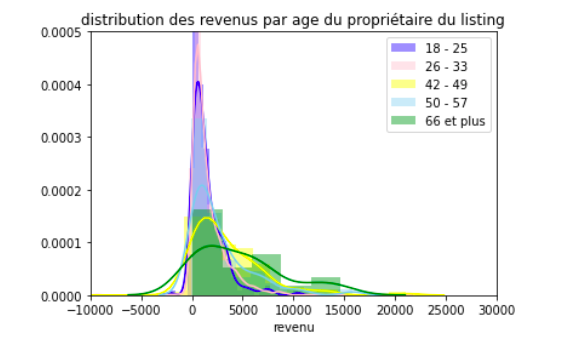 distribution des revenus par age du propriétaire du listing
0.0005
0.0004
0.0003
0.0002
0.0001
0.0000
18 - 25
26 - 33
42 - 49
50 - 57
66 et plus
−10000 −5000 0 5000 10000 15000 20000 25000 30000
revenu